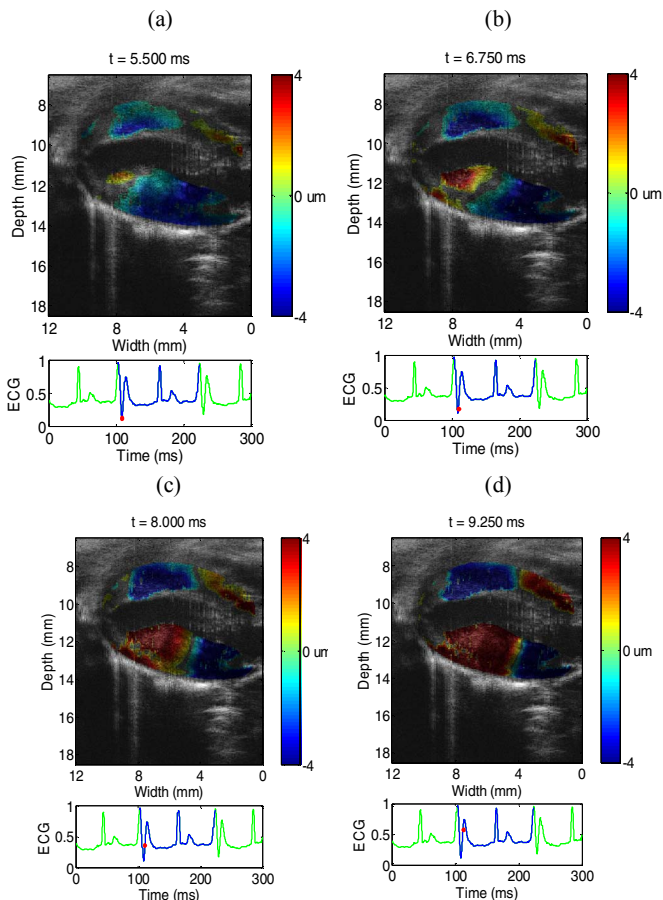 (a)
(b)
t = 5.500 ms
t = 6.750 ms
8
10
12
14
16
18
Depth (mm)
12 8 4 0
Width (mm)
4
0 um
-4
8
10
12
14
16
18
Depth (mm)
12 8 4 0
Width (mm)
4
0 um
-4
1
0.5
0
ECG
0 100 200 300
Time (ms)
1
0.5
0
ECG
0 100 200 300
Time (ms)
(c)
(d)
t = 8.000 ms
t = 9.250 ms
8
10
12
14
16
18
Depth (mm)
12 8 4 0
Width (mm)
4
0 um
-4
8
10
12
14
16
18
Depth (mm)
12 8 4 0
Width (mm)
4
0 um
-4
1
0.5
0
ECG
0 100 200 300
Time (ms)
1
0.5
0
ECG
0 100 200 300
Time (ms)